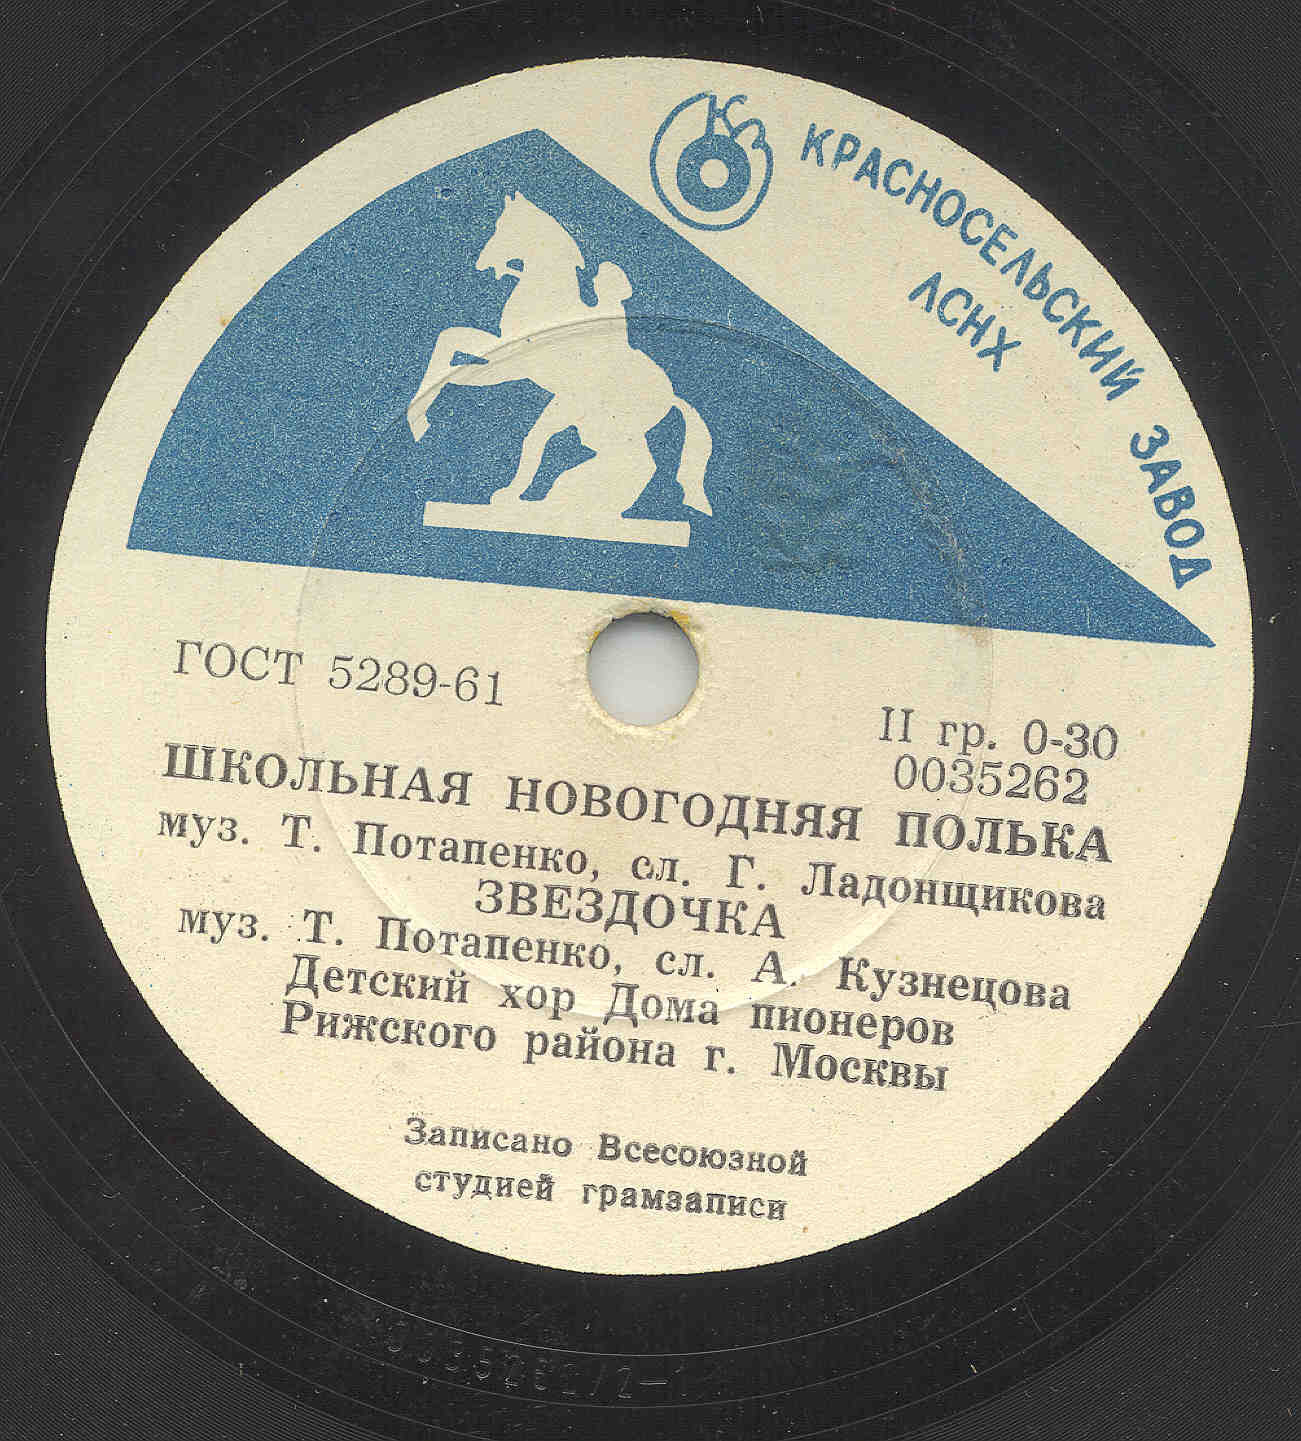 КРАСНОСЕЛЬСКИЙ ЗАВОД
ЛСНХ
ГОСТ 5289-61
II гр. 0-30
0035262
ШКОЛЬНАЯ НОВОГОДНЯЯ ПОЛЬКА
муз. Т. Потапенко, сл. Г. Ладонщикова
ЗВЕЗДОЧКА
муз. Т. Потапенко, сл. А. Кузнецова
Детский хор Дома пионеров
Рижского района г. Москвы
Записано Всесоюзной
студией грамзаписи